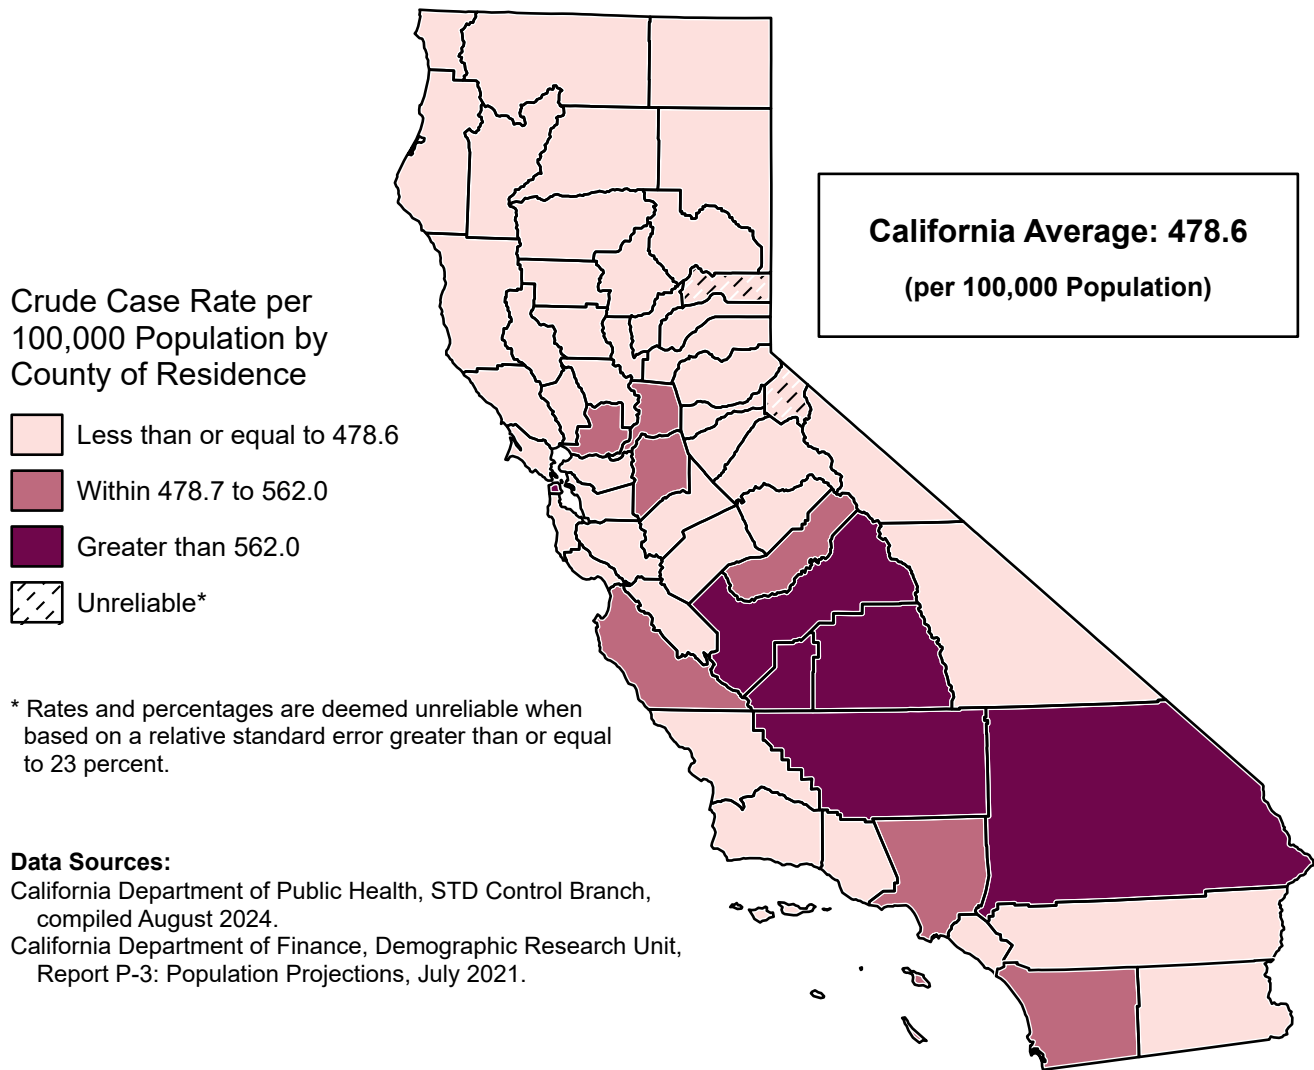 California Average: 478.6
(per 100,000 Population)
Crude Case Rate per
100,000 Population by
County of Residence
Less than or equal to 478.6
Within 478.7 to 562.0
Greater than 562.0
Unreliable*
* Rates and percentages are deemed unreliable when
based on a relative standard error greater than or equal
to 23 percent.
Data Sources:
California Department of Public Health, STD Control Branch,
compiled August 2024.
California Department of Finance, Demographic Research Unit,
Report P-3: Population Projections, July 2021.